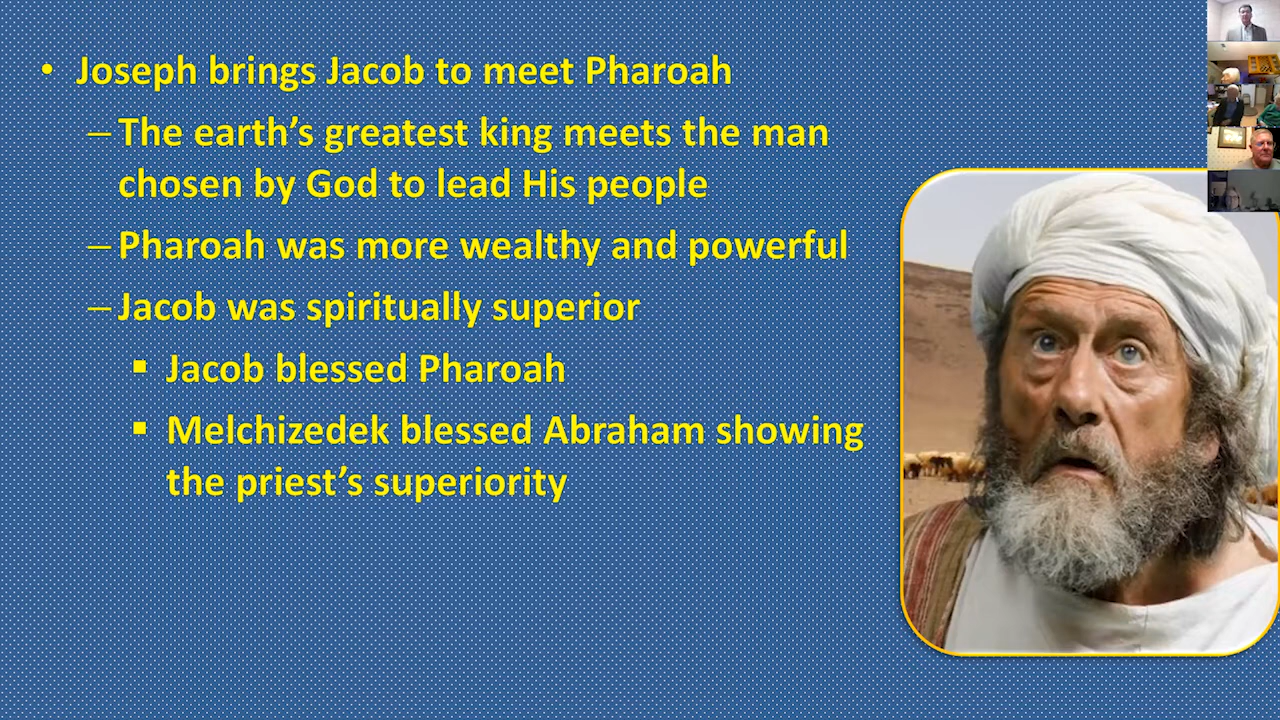 • Joseph brings Jacob to meet Pharoah
– The earth's greatest king meets the man
chosen by God to lead His people
– Pharoah was more wealthy and powerful
– Jacob was spiritually superior
▪ Jacob blessed Pharoah
▪ Melchizedek blessed Abraham showing
the priest's superiority